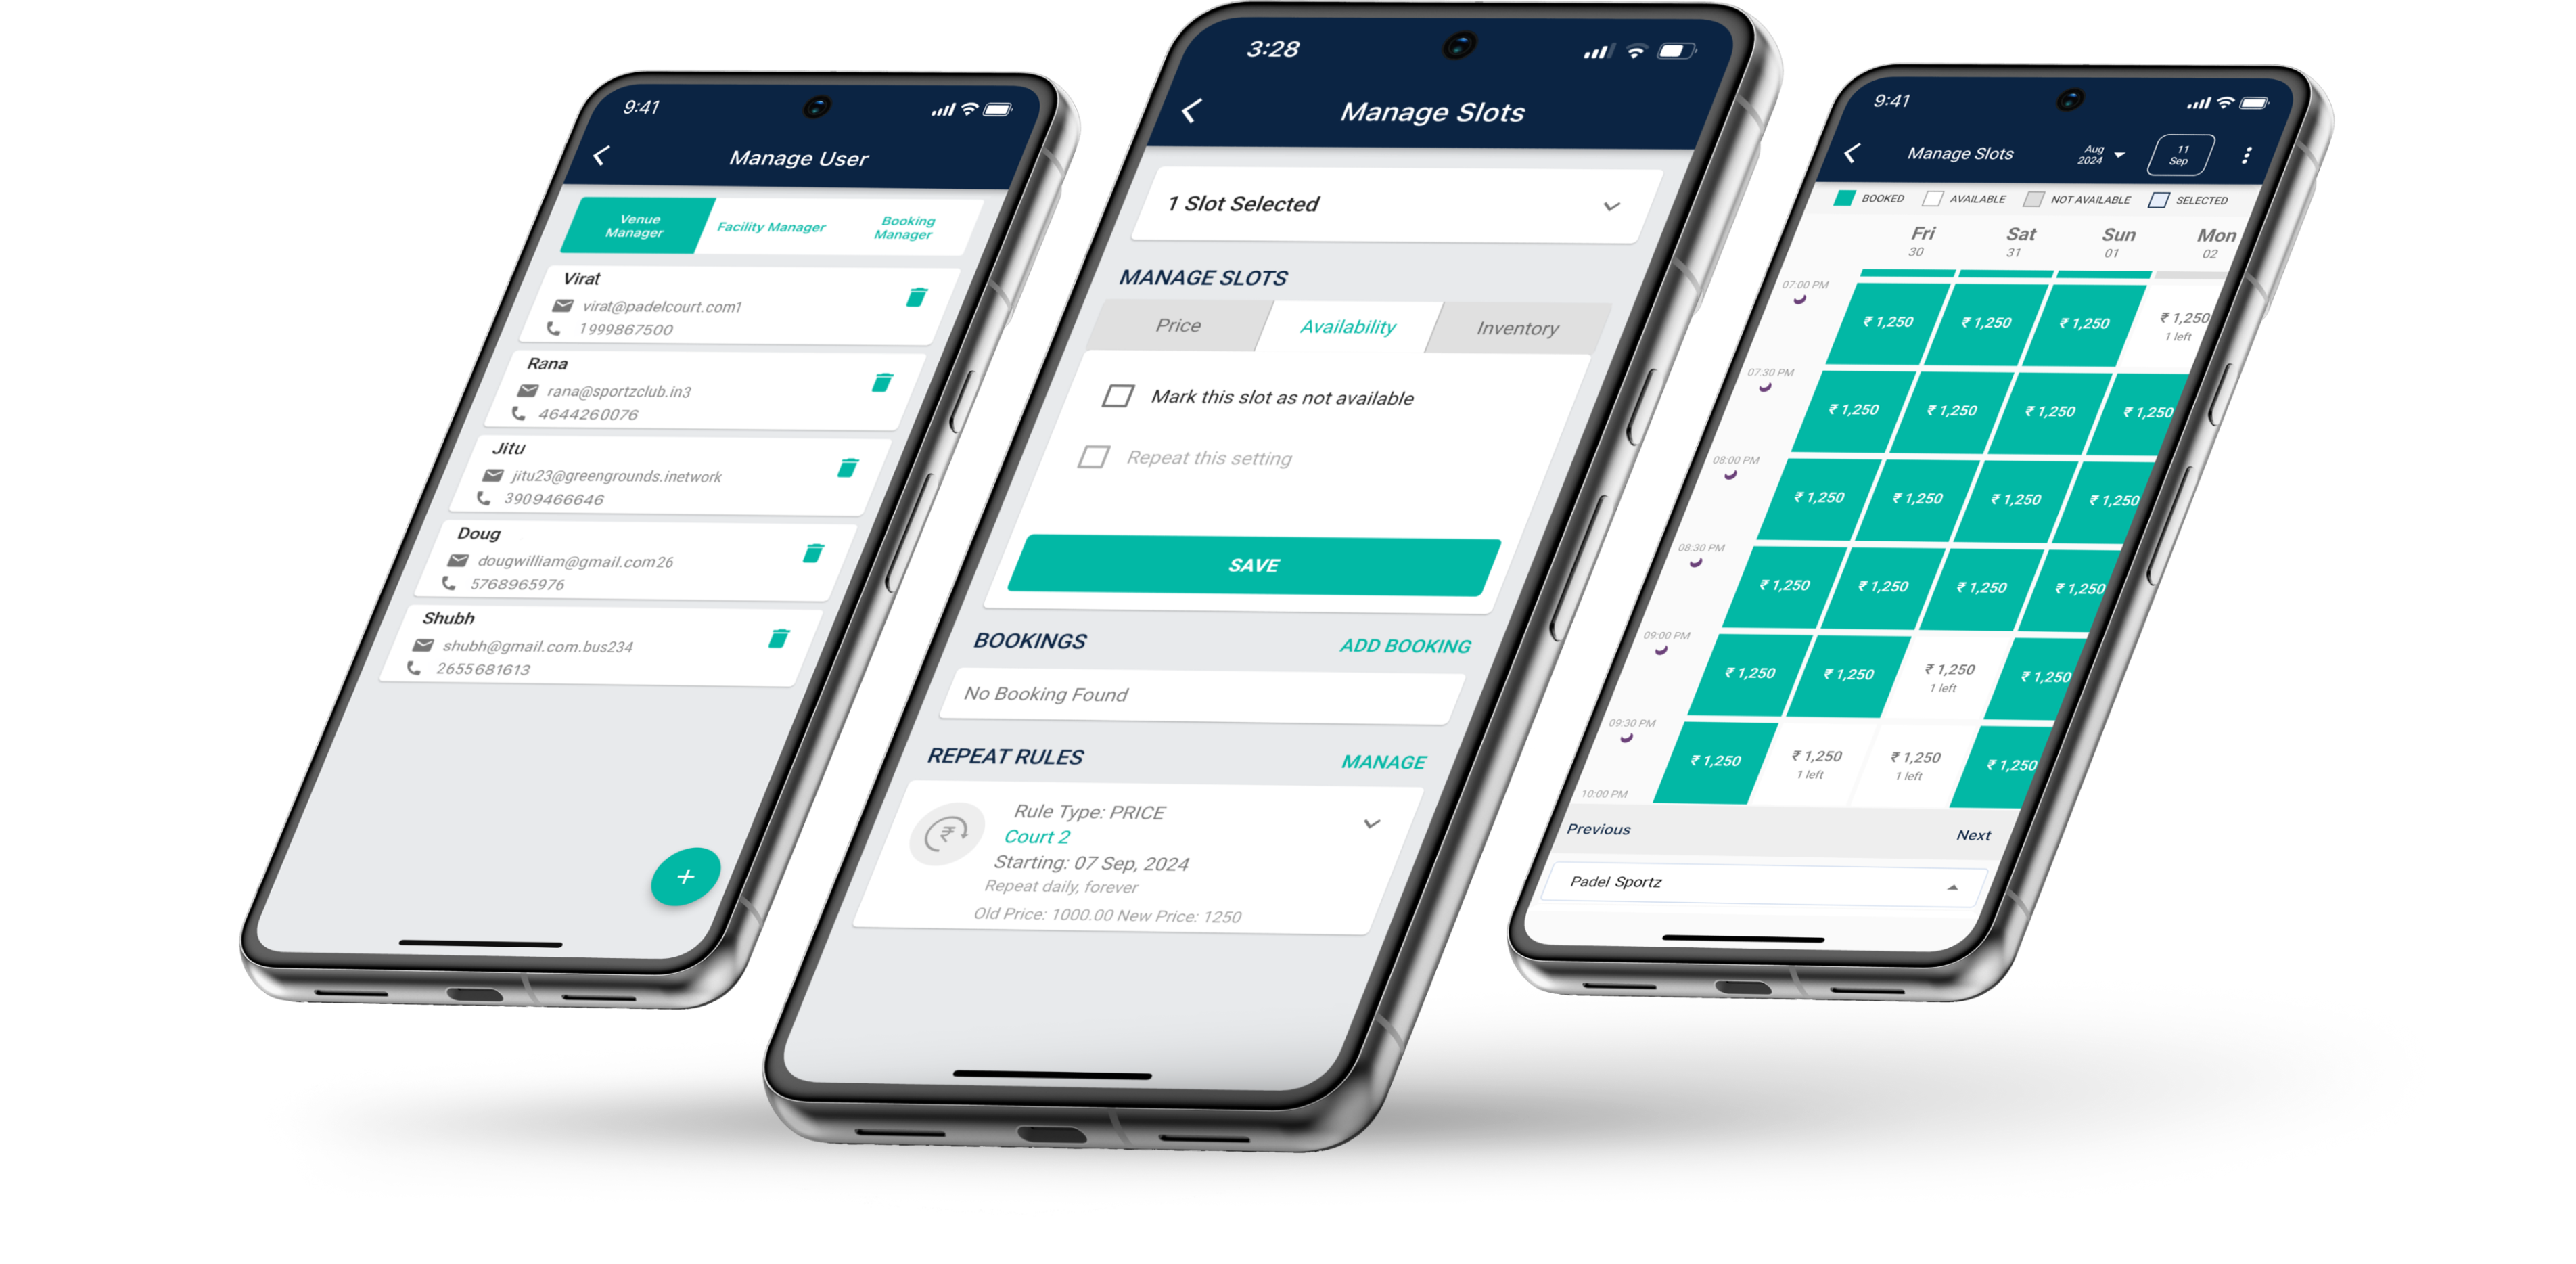 9:41
Manage User
Venue
Manager
Facility Manager
Booking
Manager
Virat
virat@padelcourt.com1
1999867500
Rana
rana@sportzclub.in3
4644260076
Jitu
jitu23@greengrounds.inetwork
3909466646
Doug
dougwilliam@gmail.com26
5768965976
Shubh
shubh@gmail.com.bus234
2655681613
+
3:28
Manage Slots
1 Slot Selected
MANAGE SLOTS
Price Availability Inventory
Mark this slot as not available
Repeat this setting
SAVE
BOOKINGS ADD BOOKING
No Booking Found
REPEAT RULES MANAGE
₹
Rule Type: PRICE
Court 2
Starting: 07 Sep, 2024
Repeat daily, forever
Old Price: 1000.00 New Price: 1250
9:41
Manage Slots
Aug
2024
11
Sep
BOOKED AVAILABLE NOT AVAILABLE SELECTED
Fri Sat Sun Mon
30 31 01 02
07:00 PM
₹ 1,250 ₹ 1,250 ₹ 1,250 ₹ 1,250
1 left
07:30 PM
₹ 1,250 ₹ 1,250 ₹ 1,250 ₹ 1,250
08:00 PM
₹ 1,250 ₹ 1,250 ₹ 1,250 ₹ 1,250
08:30 PM
₹ 1,250 ₹ 1,250 ₹ 1,250 ₹ 1,250
09:00 PM
₹ 1,250 ₹ 1,250 ₹ 1,250 ₹ 1,250
1 left
09:30 PM
₹ 1,250 ₹ 1,250 ₹ 1,250 ₹ 1,250
1 left 1 left
10:00 PM
Previous Next
Padel Sportz